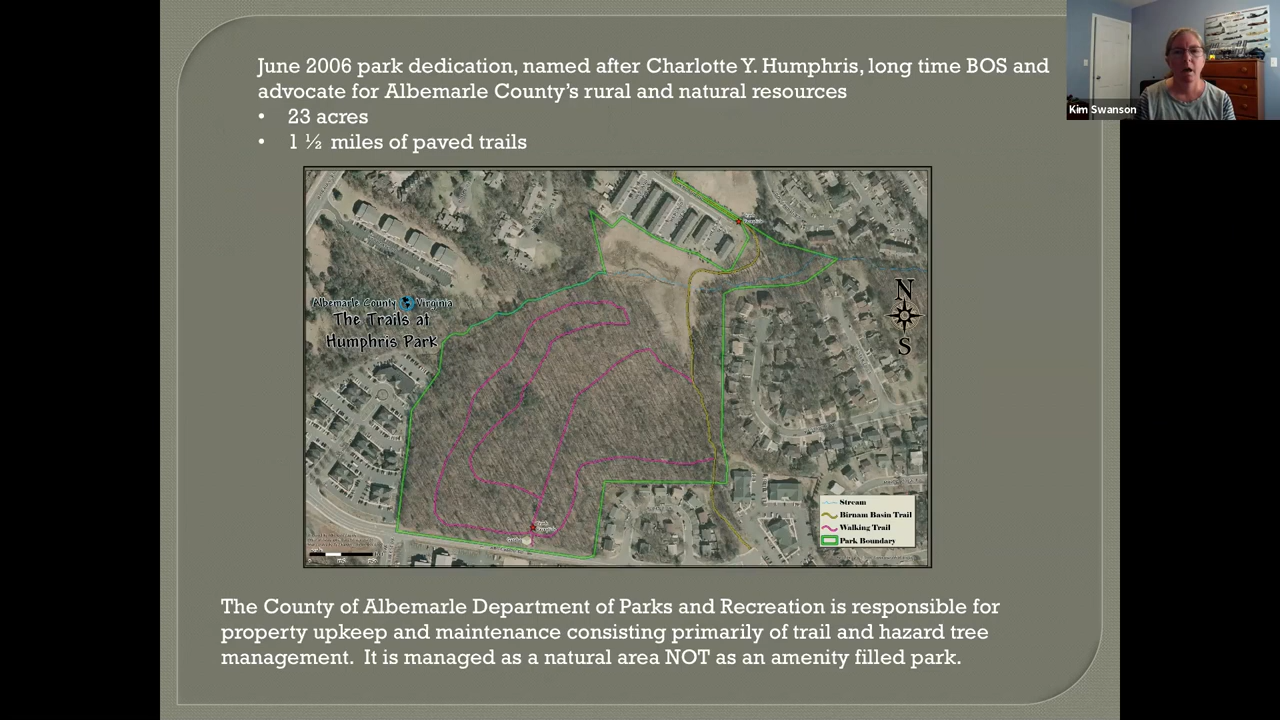 June 2006 park dedication, named after Charlotte Y. Humphris, long time BOS and
advocate for Albemarle County's rural and natural resources
• 23 acres
• 1 ½ miles of paved trails
Kim Swanson
Albemarle County Virginia
The Trails at
Humphris Park
N
S
Stream
Birnam Basin Trail
Walking Trail
Park Boundary
The County of Albemarle Department of Parks and Recreation is responsible for
property upkeep and maintenance consisting primarily of trail and hazard tree
management. It is managed as a natural area NOT as an amenity filled park.